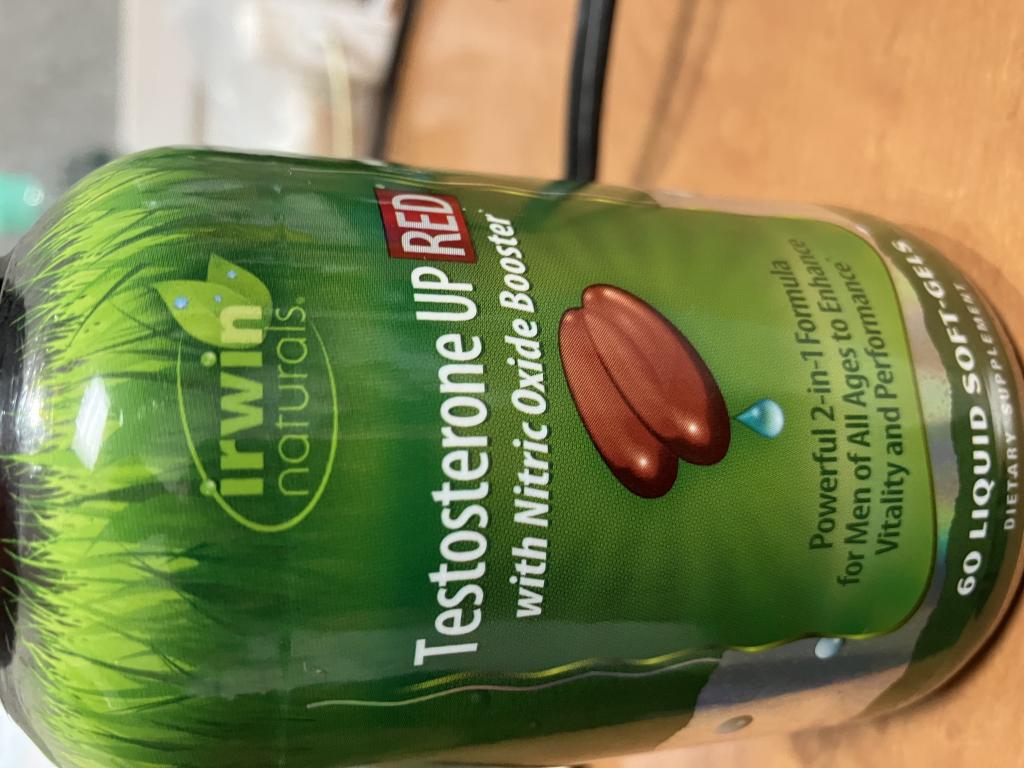 irwin
naturals®
Testosterone UP RED
with Nitric Oxide Booster*
Powerful 2-in-1 Formula
for Men of All Ages to Enhance
Vitality and Performance*
60 LIQUID SOFT-GELS
DIETARY SUPPLEMENT